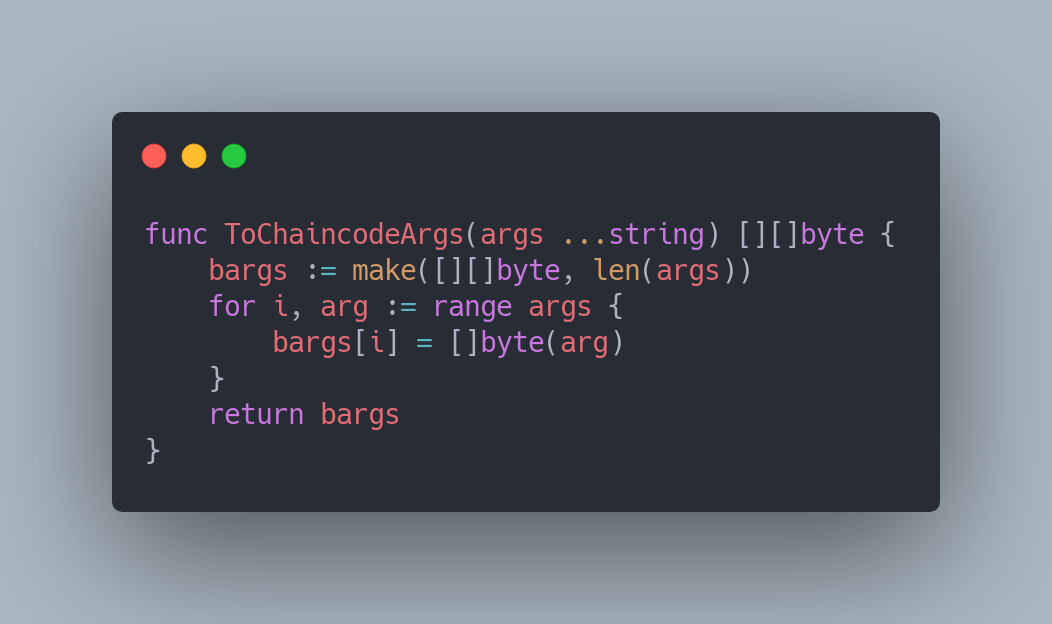 func ToChaincodeArgs(args ...string) [][]byte {
    bargs := make([][]byte, len(args))
    for i, arg := range args {
        bargs[i] = []byte(arg)
    }
    return bargs
}